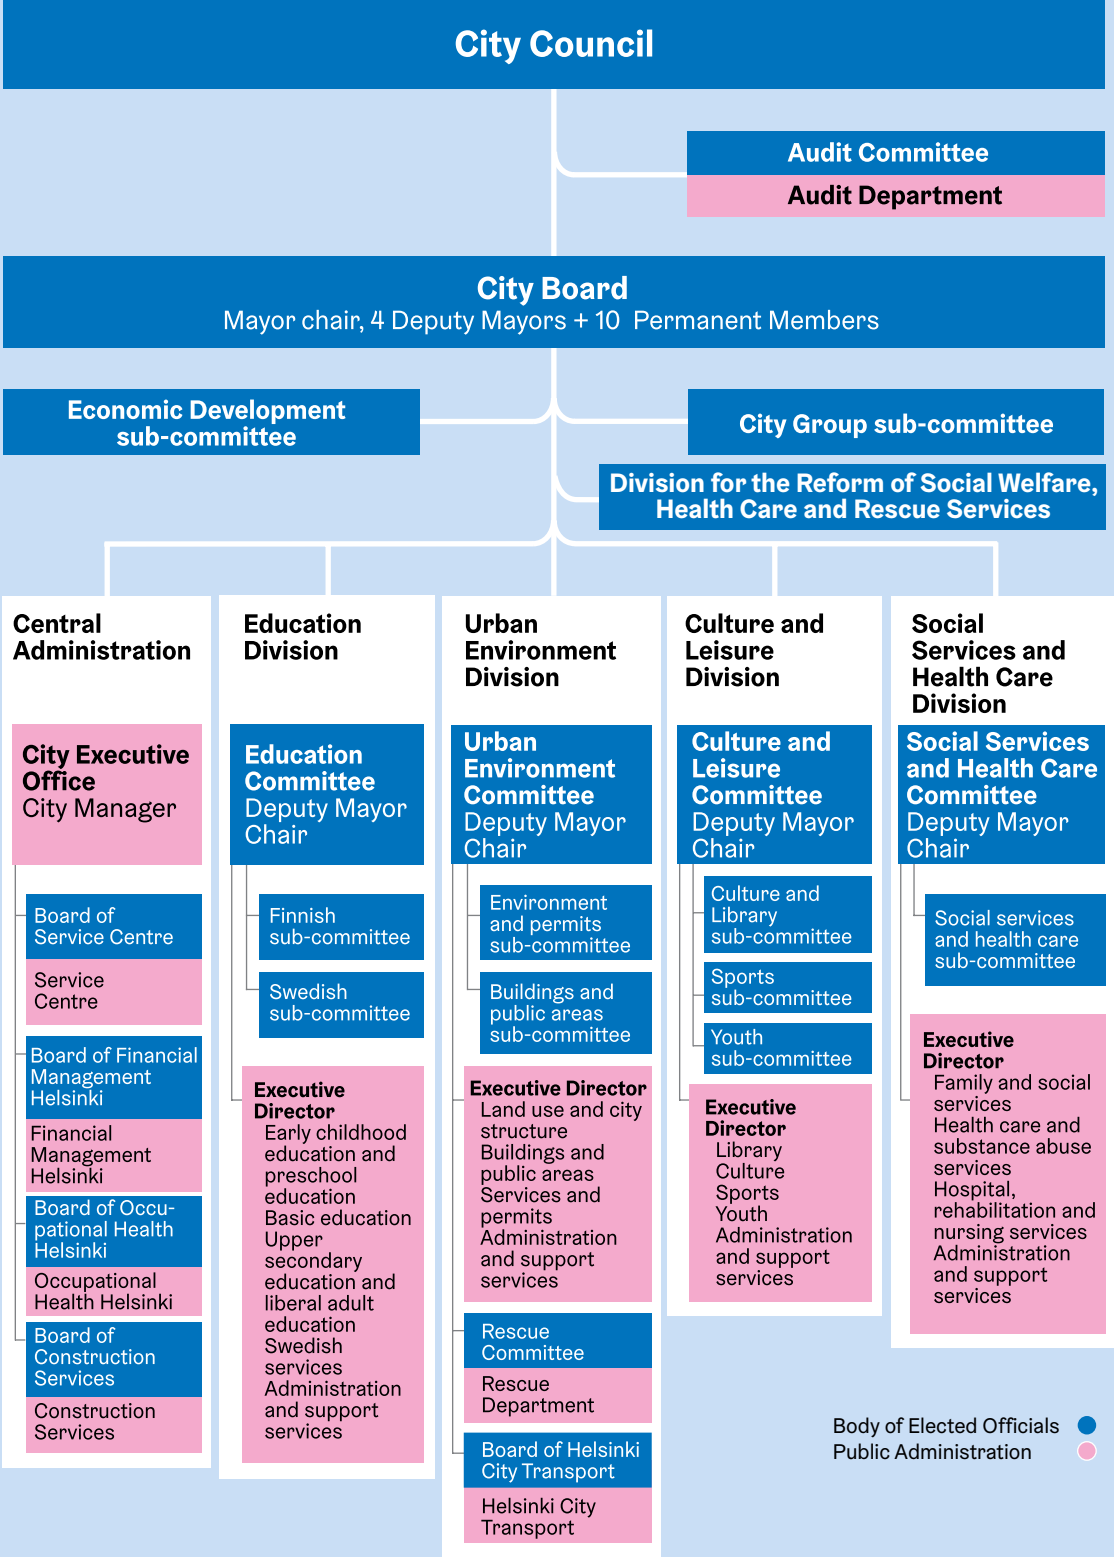 City Council
Audit Committee
Audit Department
City Board
Mayor chair, 4 Deputy Mayors + 10 Permanent Members
Economic Development
sub-committee
City Group sub-committee
Division for the Reform of Social Welfare,
Health Care and Rescue Services
Central
Administration
City Executive
Office
City Manager
Board of
Service Centre
Service
Centre
Board of Financial
Management
Helsinki
Financial
Management
Helsinki
Board of Occu-
pational Health
Helsinki
Occupational
Health Helsinki
Board of
Construction
Services
Construction
Services
Education
Division
Education
Committee
Deputy Mayor
Chair
Finnish
sub-committee
Swedish
sub-committee
Executive
Director
Early childhood
education and
preschool
education
Basic education
Upper
secondary
education and
liberal adult
education
Swedish
services
Administration
and support
services
Urban
Environment
Division
Urban
Environment
Committee
Deputy Mayor
Chair
Environment
and permits
sub-committee
Buildings and
public areas
sub-committee
Executive Director
Land use and city
structure
Buildings and
public areas
Services and
permits
Administration
and support
services
Rescue
Committee
Rescue
Department
Board of Helsinki
City Transport
Helsinki City
Transport
Culture and
Leisure
Division
Culture and
Leisure
Committee
Deputy Mayor
Chair
Culture and
Library
sub-committee
Sports
sub-committee
Youth
sub-committee
Executive
Director
Library
Culture
Sports
Youth
Administration
and support
services
Social
Services and
Health Care
Division
Social Services
and Health Care
Committee
Deputy Mayor
Chair
Social services
and health care
sub-committee
Executive
Director
Family and social
services
Health care and
substance abuse
services
Hospital,
rehabilitation and
nursing services
Administration
and support
services
Body of Elected Officials
Public Administration